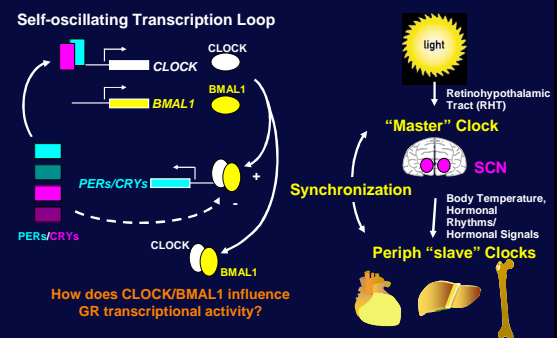 Self-oscillating Transcription Loop
CLOCK
CLOCK
BMAL1
BMAL1
PERs/CRYs
+
-
PERs/CRYs
CLOCK
BMAL1
How does CLOCK/BMAL1 influence
GR transcriptional activity?
light
Retinohypothalamic
Tract (RHT)
“Master” Clock
SCN
Synchronization
Body Temperature,
Hormonal
Rhythms/
Hormonal Signals
Periph “slave” Clocks